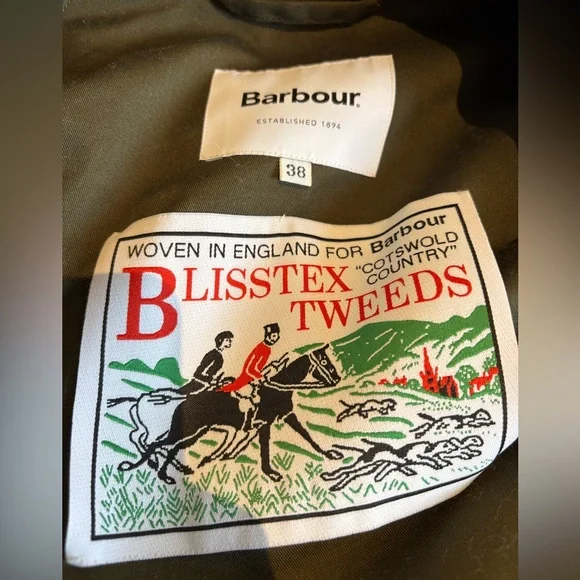 Barbour
ESTABLISHED 1894
38
WOVEN IN ENGLAND FOR Barbour
BLISSTEX "COTSWOLD
COUNTRY"
TWEEDS